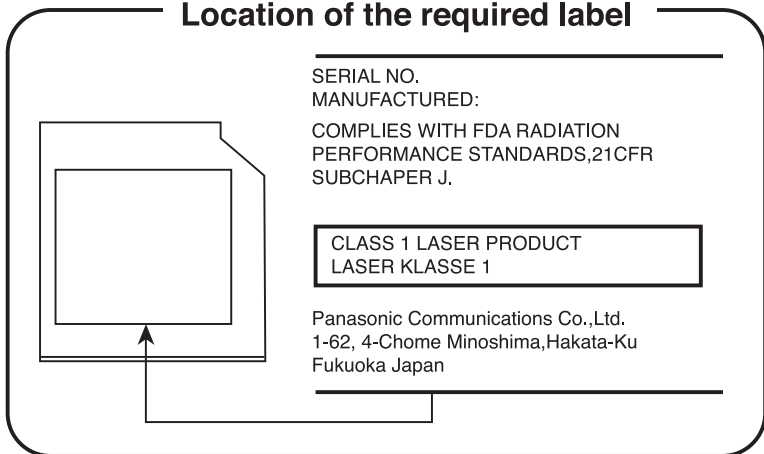 Location of the required label
SERIAL NO.
MANUFACTURED:
COMPLIES WITH FDA RADIATION
PERFORMANCE STANDARDS,21CFR
SUBCHAPER J.
CLASS 1 LASER PRODUCT
LASER KLASSE 1
Panasonic Communications Co.,Ltd.
1-62, 4-Chome Minoshima,Hakata-Ku
Fukuoka Japan